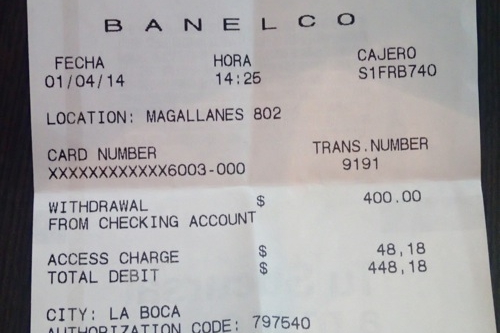 BANELCO
FECHA HORA CAJERO
01/04/14 14:25 S1FRB740
LOCATION: MAGALLANES 802
CARD NUMBER TRANS.NUMBER
XXXXXXXXXXXX6003-000 9191
WITHDRAWAL $ 400.00
FROM CHECKING ACCOUNT
ACCESS CHARGE $ 48,18
TOTAL DEBIT $ 448,18
CITY: LA BOCA
AUTHORIZATION CODE: 797540